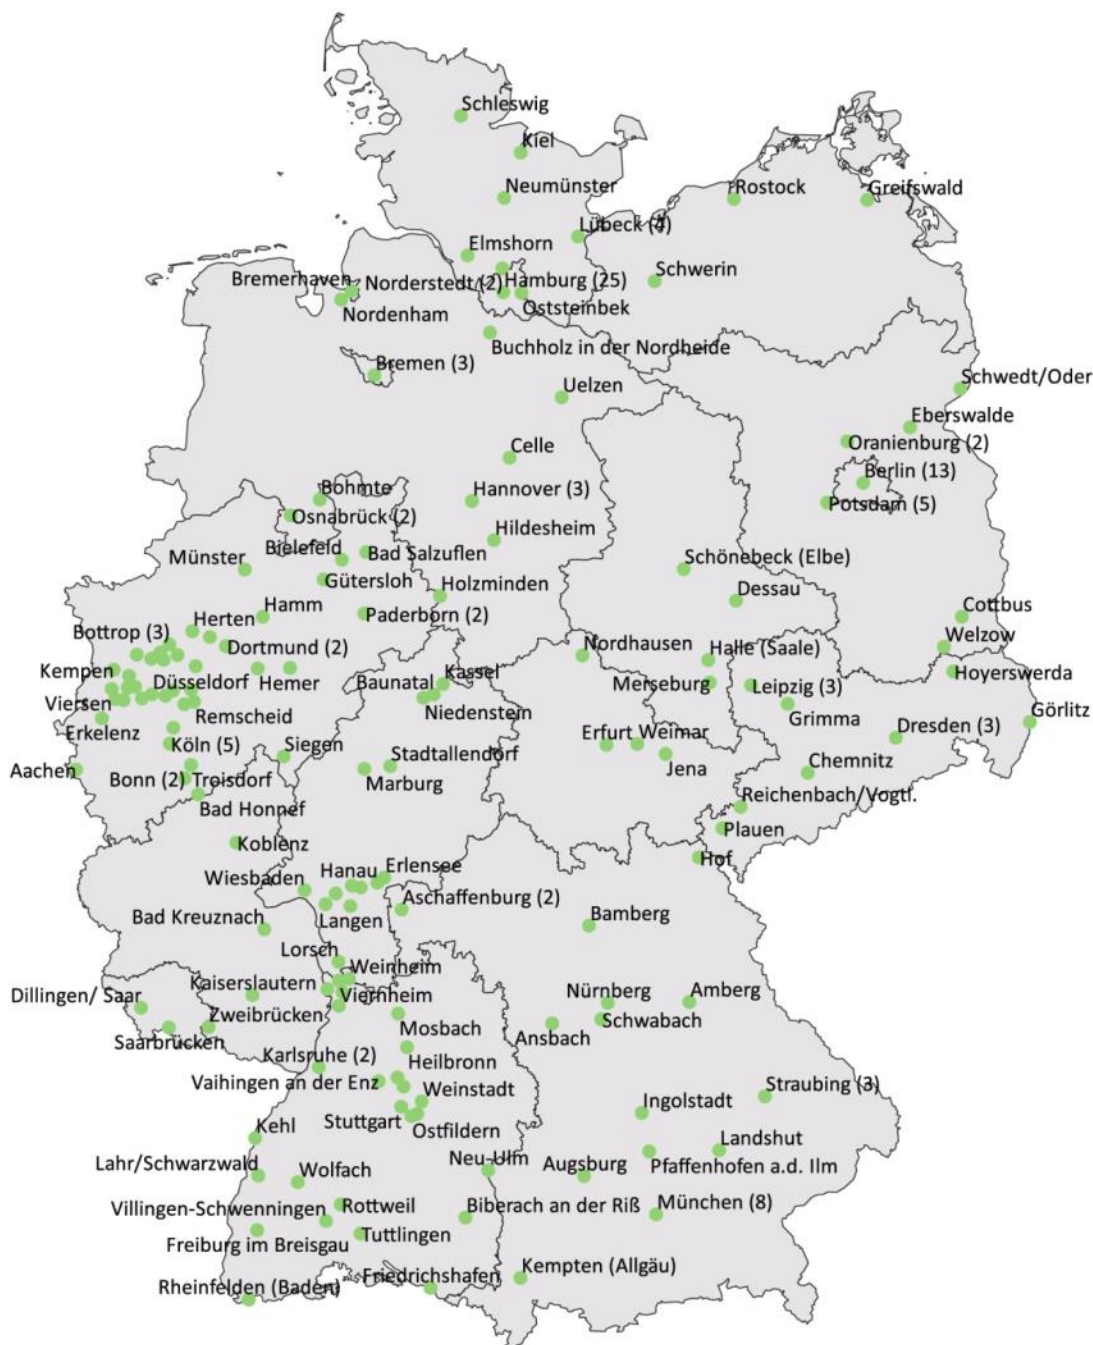 Schleswig
Kiel
Neumünster
Rostock
Greifswald
Lübeck (4)
Elmshorn
Schwerin
Bremerhaven
Norderstedt (2)
Hamburg (25)
Nordenham
Oststeinbek
Buchholz in der Nordheide
Bremen (3)
Uelzen
Schwedt/Oder
Eberswalde
Oranienburg (2)
Celle
Berlin (13)
Bohmte
Hannover (3)
Potsdam (5)
Osnabrück (2)
Hildesheim
Bielefeld
Bad Salzuflen
Münster
Schönebeck (Elbe)
Gütersloh
Holzminden
Dessau
Hamm
Paderborn (2)
Cottbus
Herten
Bottrop (3)
Dortmund (2)
Nordhausen
Halle (Saale)
Welzow
Kempen
Düsseldorf
Hemer
Baunatal
Kassel
Merseburg
Leipzig (3)
Hoyerswerda
Viersen
Remscheid
Niedenstein
Grimma
Görlitz
Erkelenz
Köln (5)
Siegen
Stadtallendorf
Erfurt
Weimar
Dresden (3)
Aachen
Bonn (2)
Troisdorf
Marburg
Jena
Chemnitz
Bad Honnef
Reichenbach/Vogtl.
Koblenz
Plauen
Hof
Wiesbaden
Hanau
Erlensee
Bad Kreuznach
Langen
Aschaffenburg (2)
Bamberg
Lorsch
Weinheim
Dillingen/ Saar
Kaiserslautern
Viernheim
Nürnberg
Amberg
Zweibrücken
Mosbach
Schwabach
Saarbrücken
Ansbach
Karlsruhe (2)
Heilbronn
Vaihingen an der Enz
Weinstadt
Straubing (3)
Stuttgart
Ostfildern
Ingolstadt
Kehl
Landshut
Lahr/Schwarzwald
Wolfach
Neu-Ulm
Augsburg
Pfaffenhofen a.d. Ilm
Villingen-Schwenningen
Rottweil
Biberach an der Riß
München (8)
Freiburg im Breisgau
Tuttlingen
Rheinfelden (Baden)
Friedrichshafen
Kempten (Allgäu)